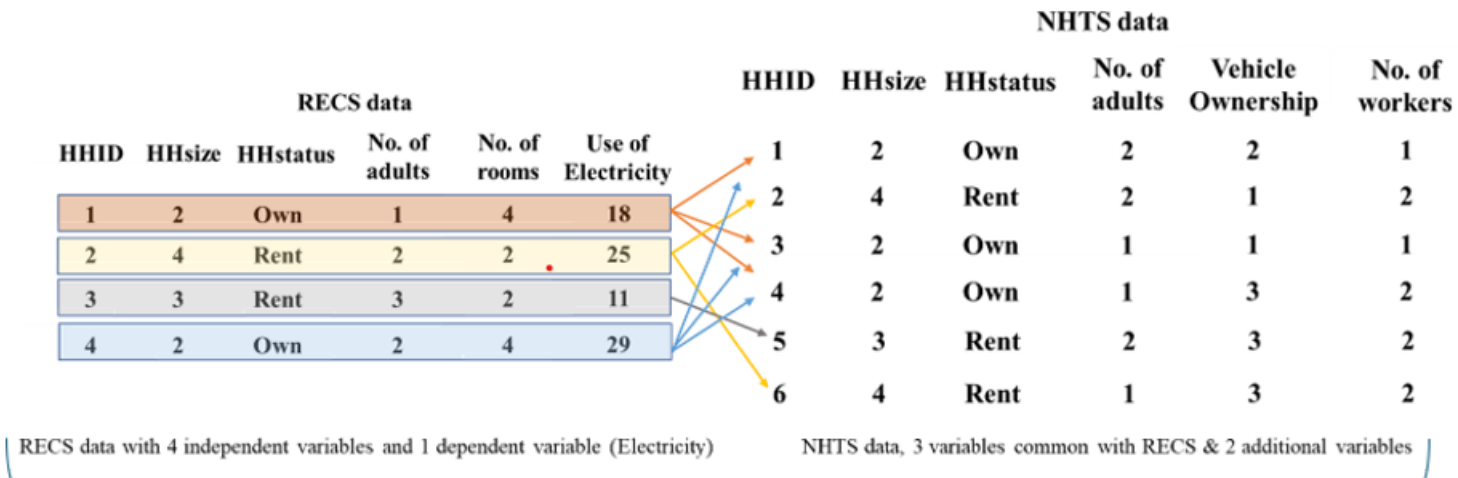 RECS data
HHID HHsize HHstatus No. of adults No. of rooms Use of Electricity
1 2 Own 1 4 18
2 4 Rent 2 2 25
3 3 Rent 3 2 11
4 2 Own 2 4 29
RECS data with 4 independent variables and 1 dependent variable (Electricity)
NHTS data
HHID HHsize HHstatus No. of adults Vehicle Ownership No. of workers
1 2 Own 2 2 1
2 4 Rent 2 1 2
3 2 Own 1 1 1
4 2 Own 1 3 2
5 3 Rent 2 3 2
6 4 Rent 1 3 2
NHTS data, 3 variables common with RECS & 2 additional variables